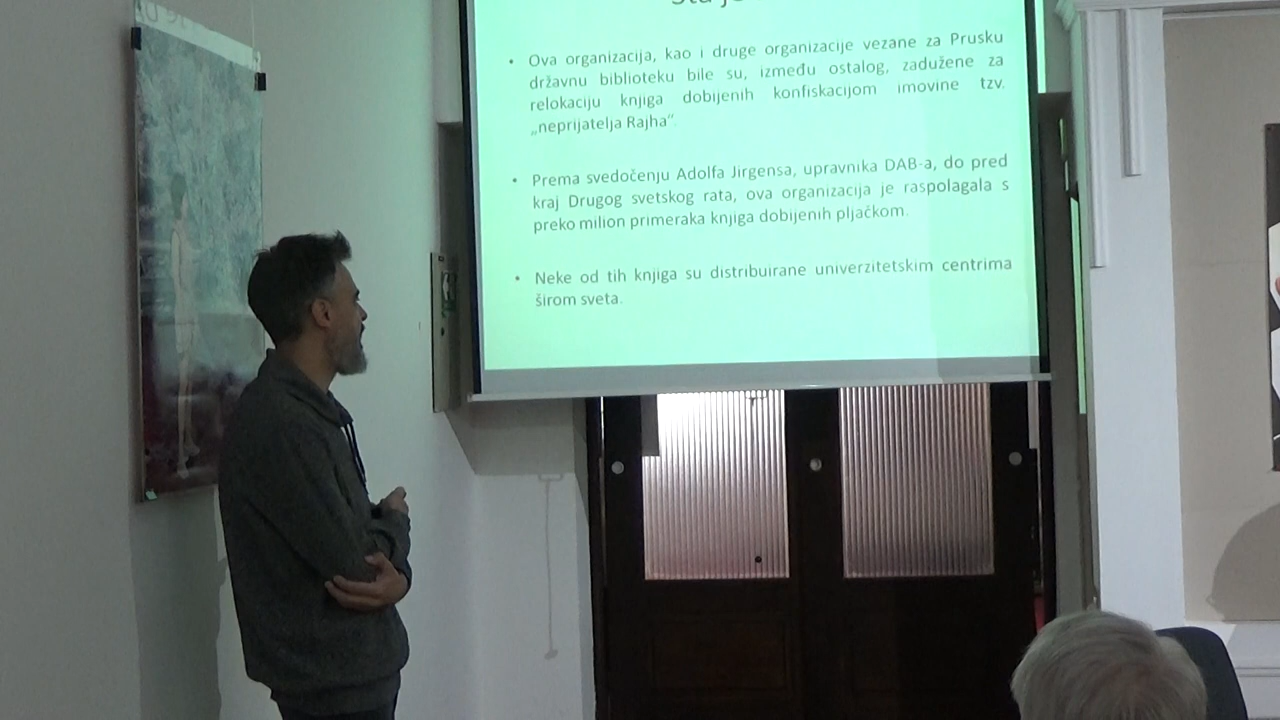 • Ova organizacija, kao i druge organizacije vezane za Prusku
državnu biblioteku bile su, između ostalog, zadužene za
relokaciju knjiga dobijenih konfiskacijom imovine tzv.
„neprijatelja Rajha“.
• Prema svedočenju Adolfa Jirgensa, upravnika DAB-a, do pred
kraj Drugog svetskog rata, ova organizacija je raspolagala s
preko milion primeraka knjiga dobijenih pljačkom.
• Neke od tih knjiga su distribuirane univerzitetskim centrima
širom sveta.